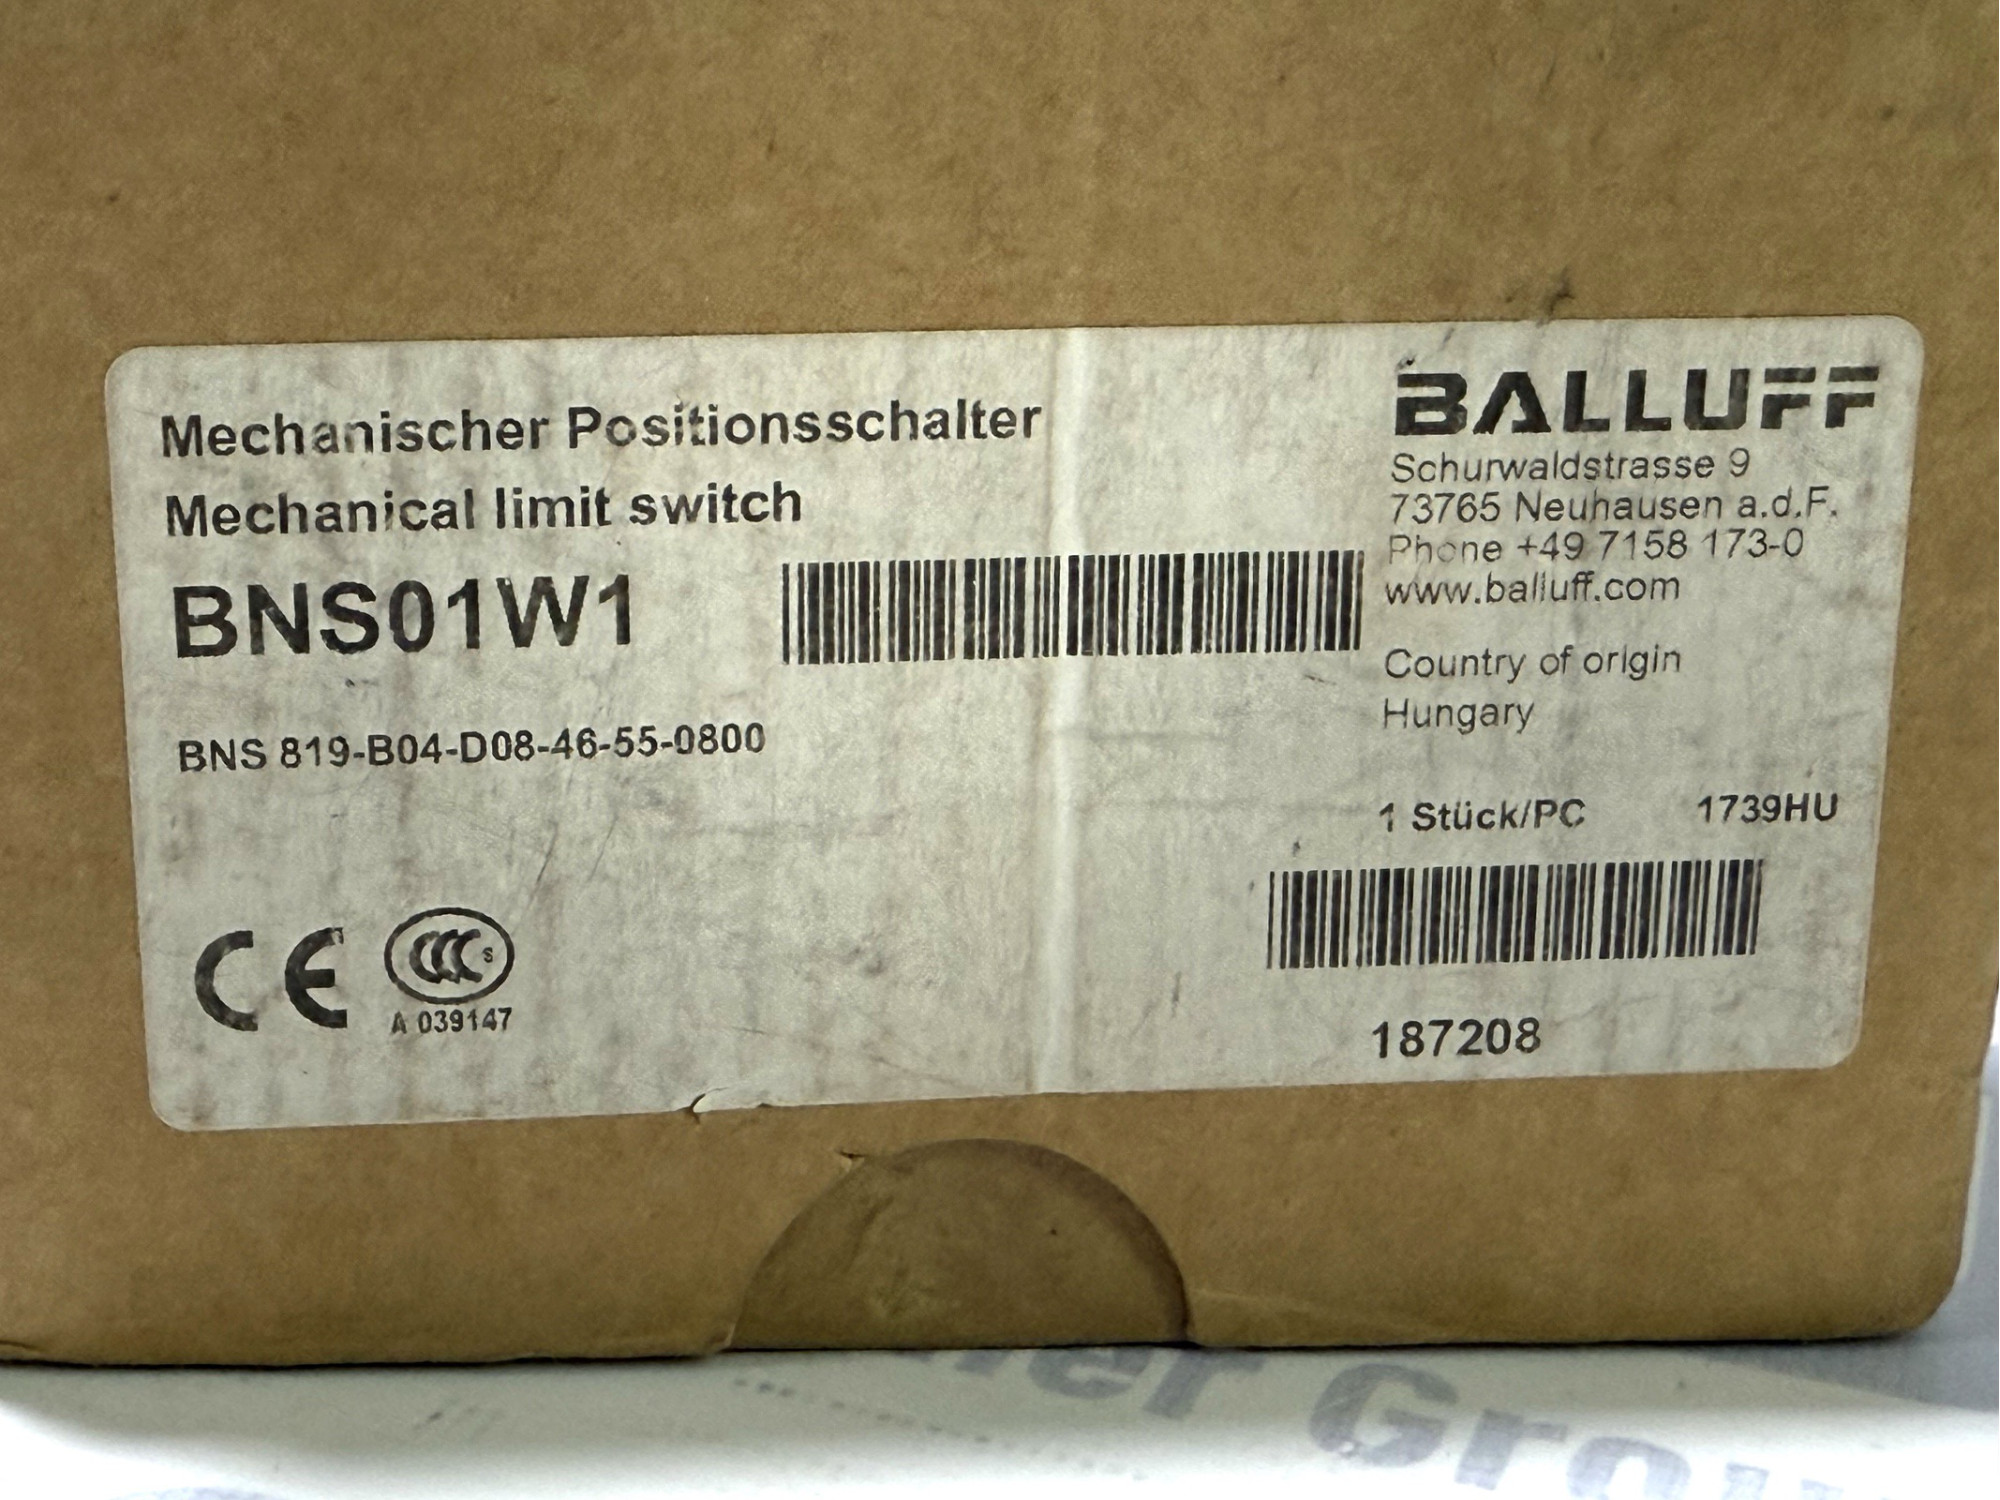 Mechanischer Positionsschalter
Mechanical limit switch
BNS01W1
BNS 819-B04-D08-46-55-0800
CE
CCC S
A 039147
BALLUFF
Schurwaldstrasse 9
73765 Neuhausen a.d.F.
Phone +49 7158 173-0
www.balluff.com
Country of origin
Hungary
1 Stück/PC 1739HU
187208